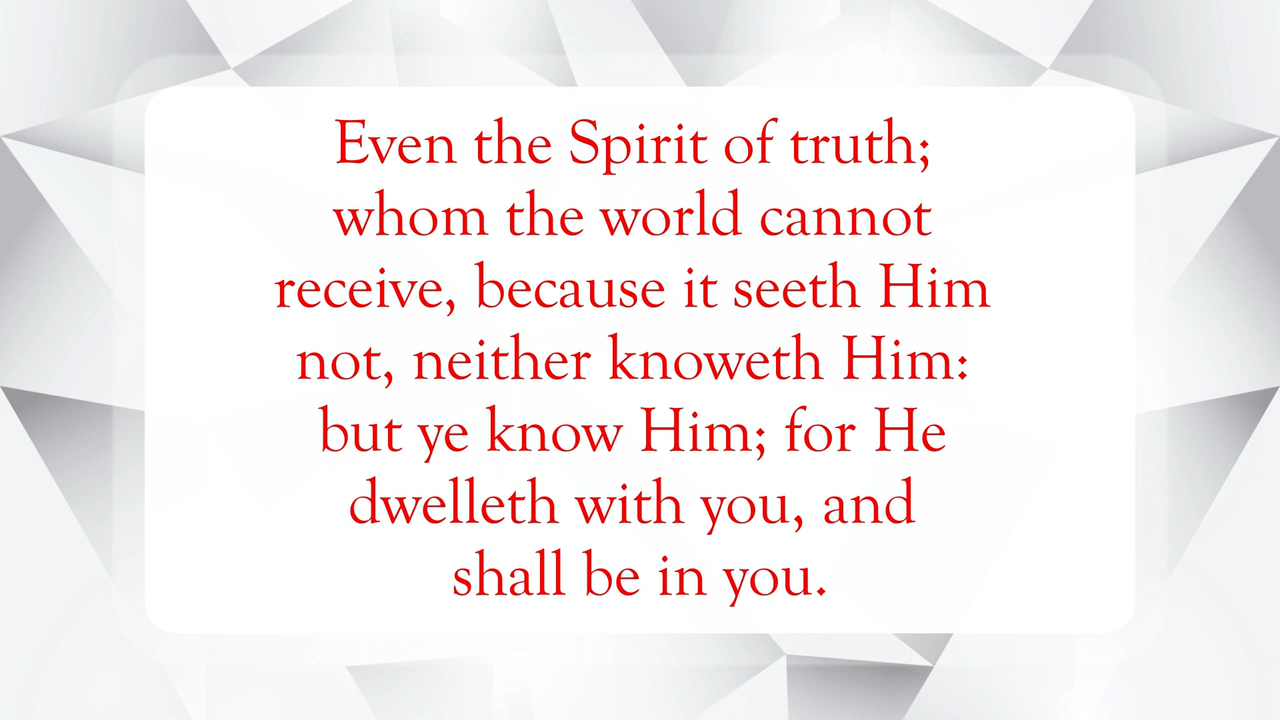 Even the Spirit of truth;
whom the world cannot
receive, because it seeth Him
not, neither knoweth Him:
but ye know Him; for He
dwelleth with you, and
shall be in you.